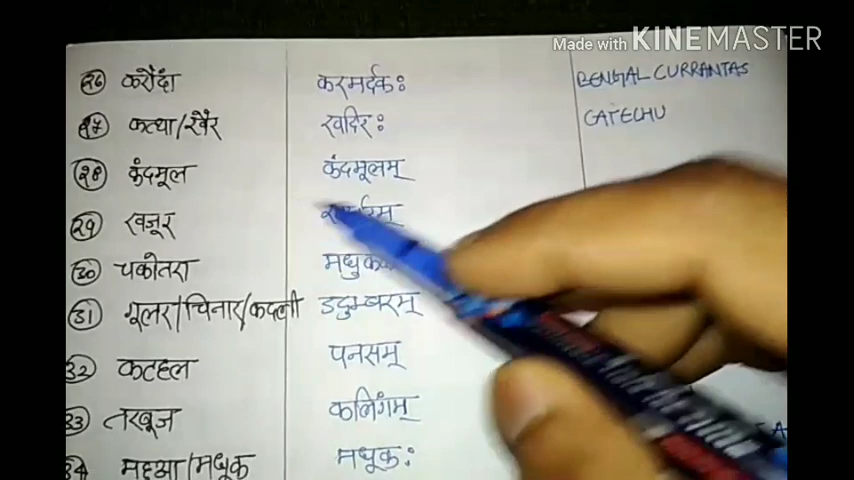 Made with KINEMASTER
२६ करौंदा करमर्दकः BENGAL CURRANTAS
२७ कत्था/खैर खदिरः CATECHU
२८ कंदमूल कंदमूलम्
२९ खजूर
३० चकोतरा
३१ गूलर/चिनार/कदली उदुम्बरम्
३२ कटहल पनसम्
३३ तरबूज कलिंगम्
३४ महुआ/मधूक मधूकः